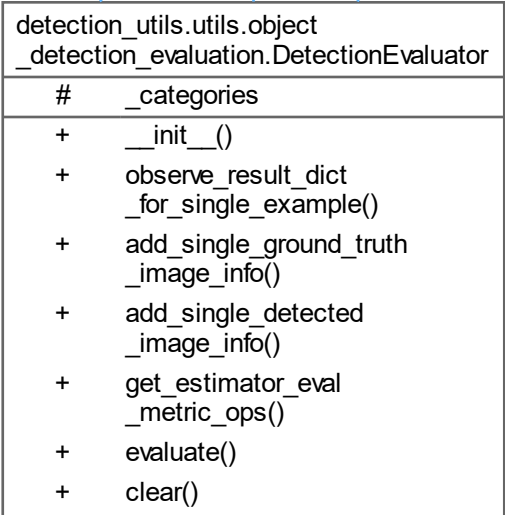 detection_utils.utils.object
_detection_evaluation.DetectionEvaluator
# _categories
+ __init__()
+ observe_result_dict
_for_single_example()
+ add_single_ground_truth
_image_info()
+ add_single_detected
_image_info()
+ get_estimator_eval
_metric_ops()
+ evaluate()
+ clear()